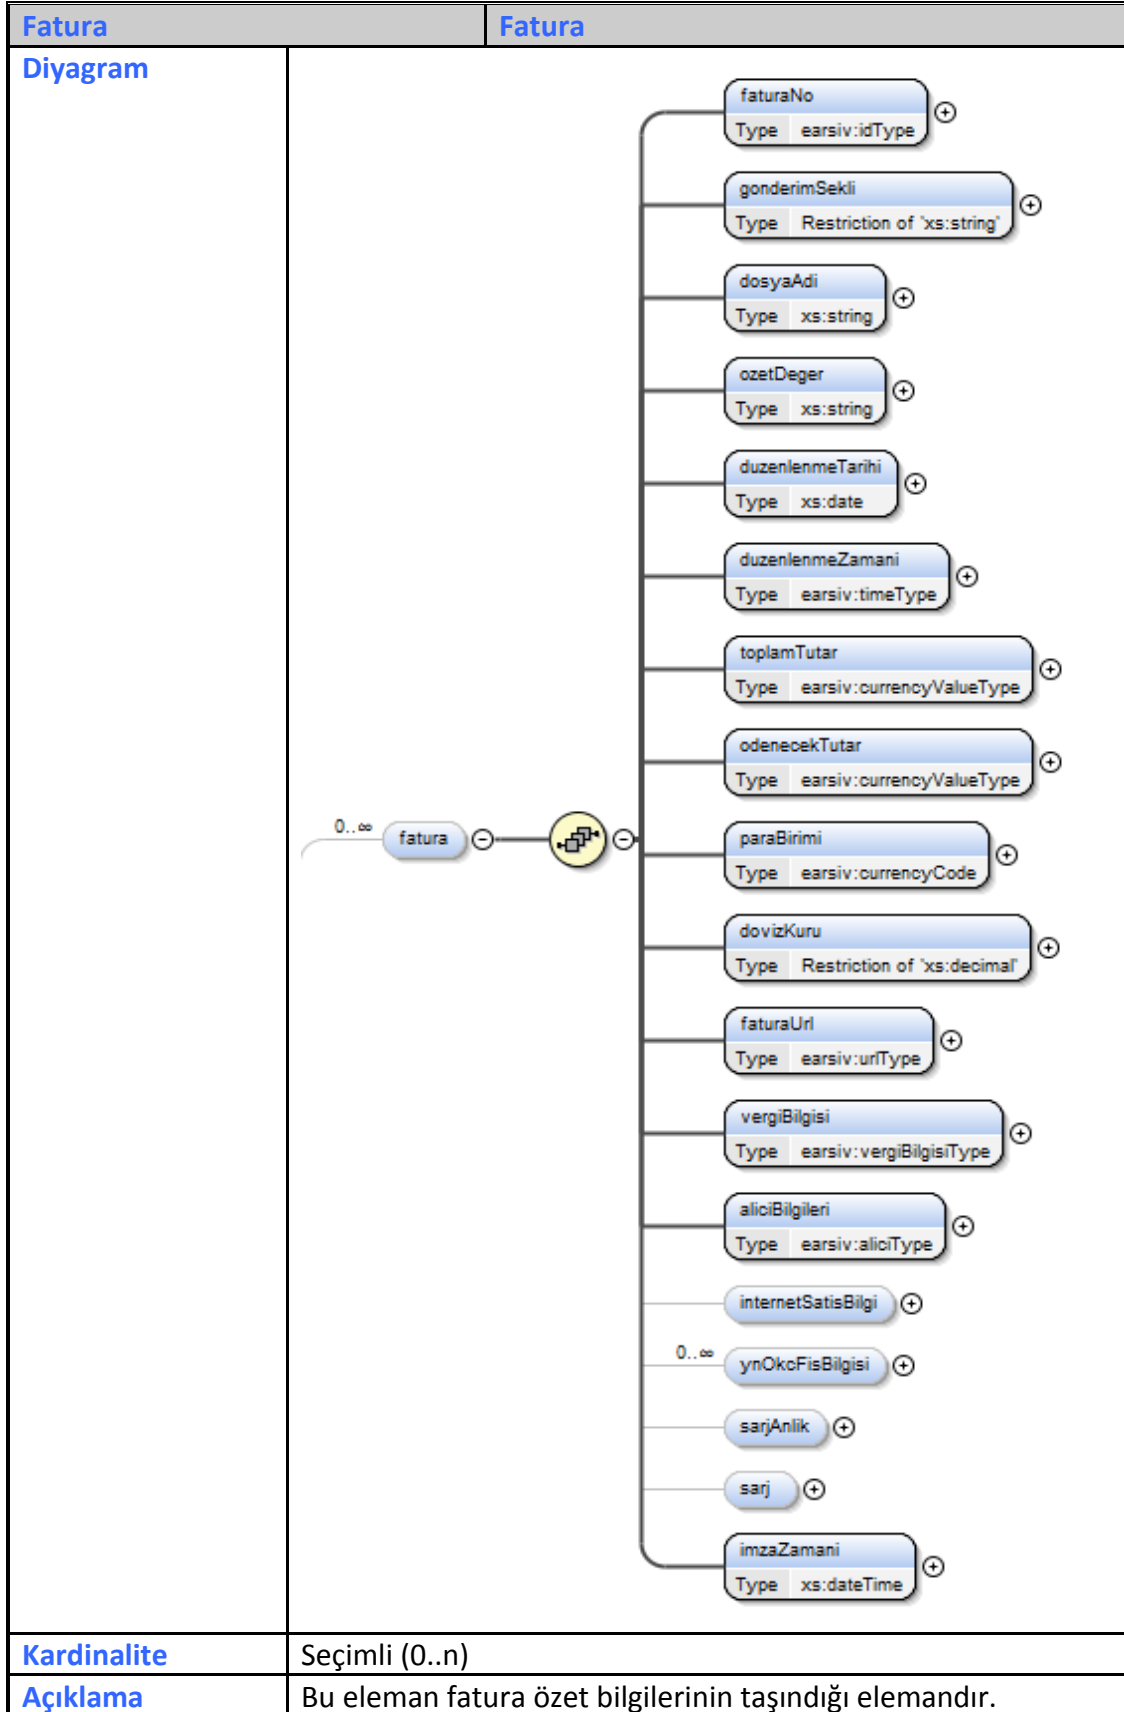 Fatura Fatura
Diyagram
faturaNo
Type earsiv:idType
gonderimSekli
Type Restriction of 'xs:string'
dosyaAdi
Type xs:string
ozetDeger
Type xs:string
duzenlenmeTarihi
Type xs:date
duzenlenmeZamani
Type earsiv:timeType
toplamTutar
Type earsiv:currencyValueType
odenecekTutar
Type earsiv:currencyValueType
0..∞ fatura
paraBirimi
Type earsiv:currencyCode
dovizKuru
Type Restriction of 'xs:decimal'
faturaUrl
Type earsiv:urlType
vergiBilgisi
Type earsiv:vergiBilgisiType
aliciBilgileri
Type earsiv:aliciType
internetSatisBilgi
0..∞ ynOkcFisBilgisi
sarjAnlik
sarj
imzaZamani
Type xs:dateTime
Kardinalite Seçimli (0..n)
Açıklama Bu eleman fatura özet bilgilerinin taşındığı elemandır.